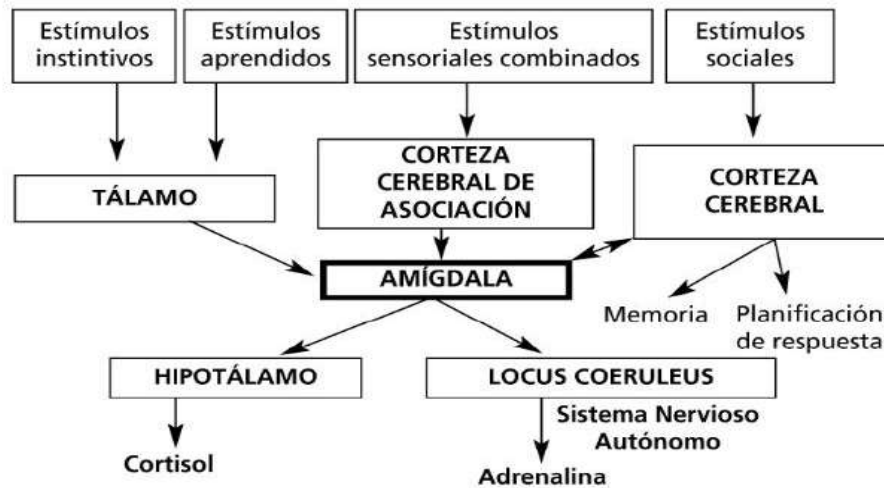 Estímulos
instintivos
Estímulos
aprendidos
Estímulos
sensoriales combinados
Estímulos
sociales
TÁLAMO
CORTEZA
CEREBRAL DE
ASOCIACIÓN
CORTEZA
CEREBRAL
AMÍGDALA
Memoria
Planificación
de respuesta
HIPOTÁLAMO
LOCUS COERULEUS
Sistema Nervioso
Autónomo
Cortisol
Adrenalina